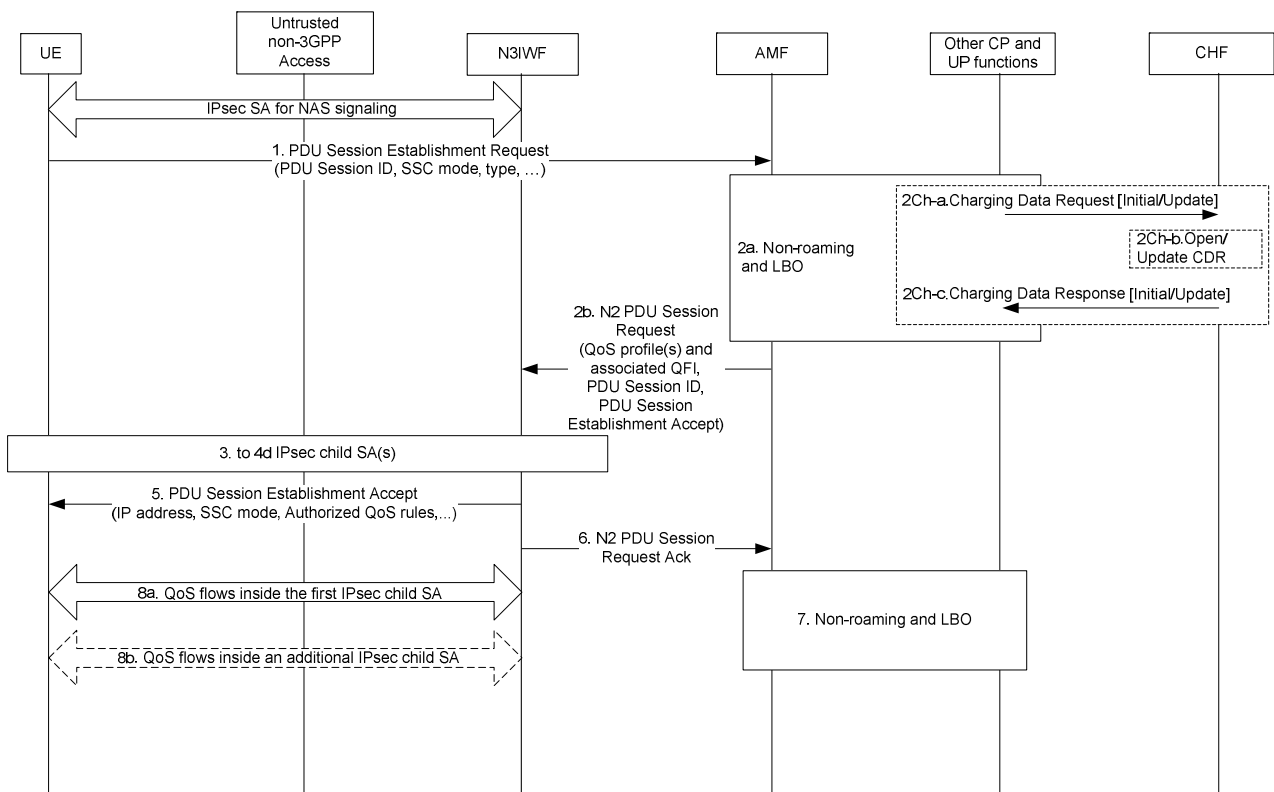 UE
Untrusted
non-3GPP
Access
N3IWF
AMF
Other CP and
UP functions
CHF
IPsec SA for NAS signaling
1. PDU Session Establishment Request
(PDU Session ID, SSC mode, type, …)
2a. Non-roaming
and LBO
2Ch-a.Charging Data Request [Initial/Update]
2Ch-b.Open/
Update CDR
2Ch-c.Charging Data Response [Initial/Update]
2b. N2 PDU Session
Request
(QoS profile(s) and
associated QFI,
PDU Session ID,
PDU Session
Establishment Accept)
3. to 4d IPsec child SA(s)
5. PDU Session Establishment Accept
(IP address, SSC mode, Authorized QoS rules,...)
6. N2 PDU Session
Request Ack
8a. QoS flows inside the first IPsec child SA
7. Non-roaming and LBO
8b. QoS flows inside an additional IPsec child SA